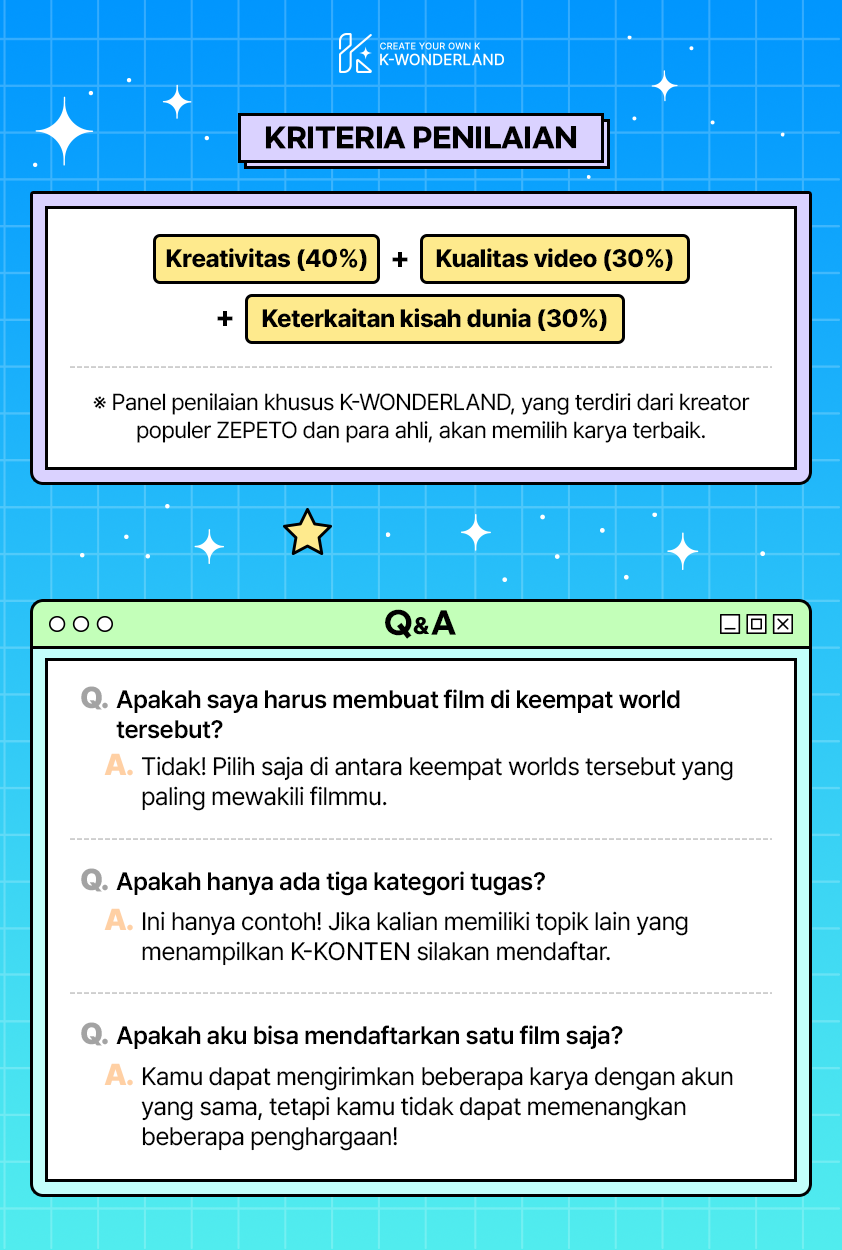 CREATE YOUR OWN K
K-WONDERLAND
KRITERIA PENILAIAN
Kreativitas (40%) + Kualitas video (30%)
+ Keterkaitan kisah dunia (30%)
※ Panel penilaian khusus K-WONDERLAND, yang terdiri dari kreator
populer ZEPETO dan para ahli, akan memilih karya terbaik.
Q&A
Q. Apakah saya harus membuat film di keempat world
tersebut?
A. Tidak! Pilih saja di antara keempat worlds tersebut yang
paling mewakili filmmu.
Q. Apakah hanya ada tiga kategori tugas?
A. Ini hanya contoh! Jika kalian memiliki topik lain yang
menampilkan K-KONTEN silakan mendaftar.
Q. Apakah aku bisa mendaftarkan satu film saja?
A. Kamu dapat mengirimkan beberapa karya dengan akun
yang sama, tetapi kamu tidak dapat memenangkan
beberapa penghargaan!